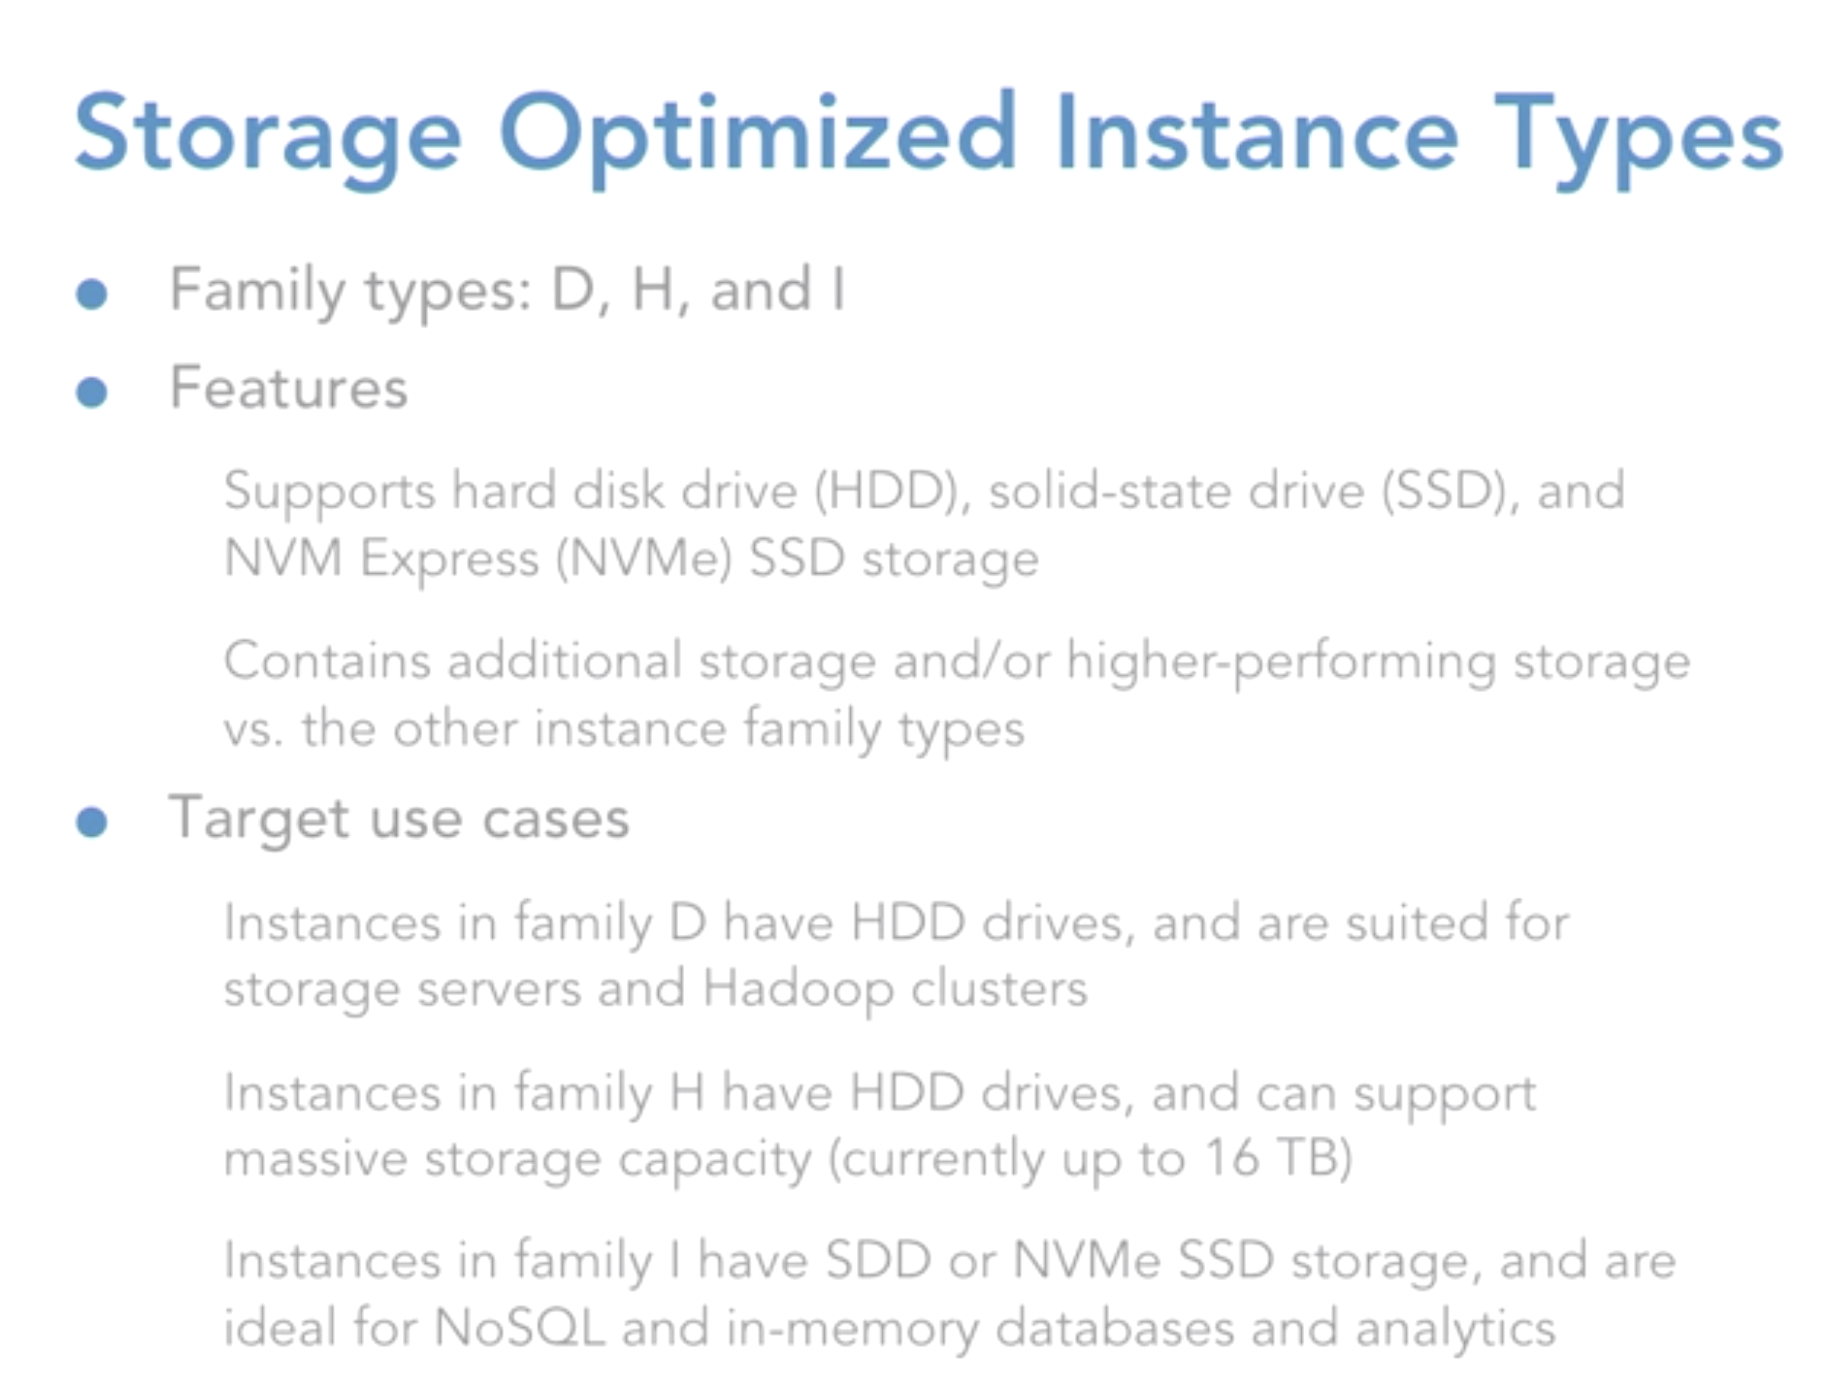 Storage Optimized Instance Types
Family types: D, H, and I
Features
Supports hard disk drive (HDD), solid-state drive (SSD), and
NVM Express (NVMe) SSD storage
Contains additional storage and/or higher-performing storage
vs. the other instance family types
Target use cases
Instances in family D have HDD drives, and are suited for
storage servers and Hadoop clusters
Instances in family H have HDD drives, and can support
massive storage capacity (currently up to 16 TB)
Instances in family I have SDD or NVMe SSD storage, and are
ideal for NoSQL and in-memory databases and analytics